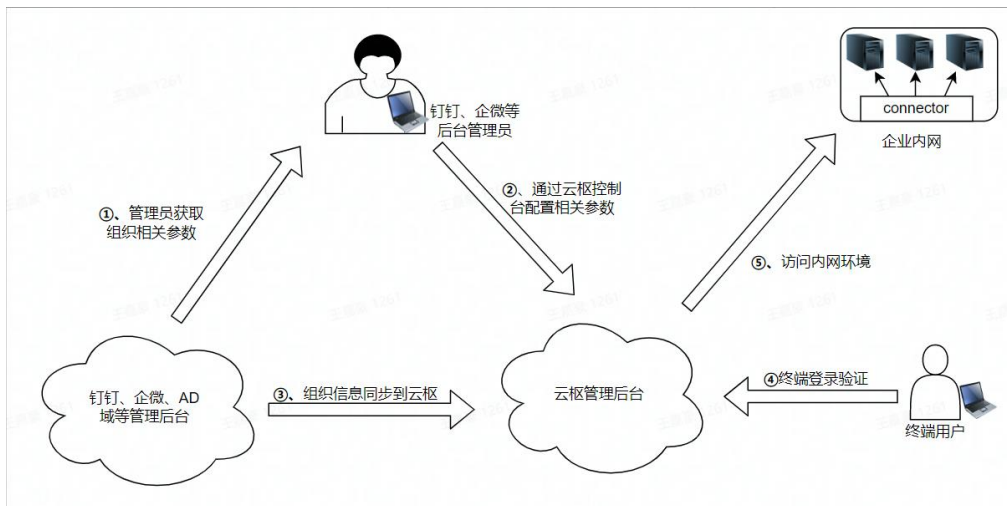 钉钉、企微等
后台管理员
connector
企业内网
①、管理员获取
组织相关参数
②、通过云枢控制
台配置相关参数
⑤、访问内网环境
钉钉、企微、AD
域等管理后台
③、组织信息同步到云枢
云枢管理后台
④终端登录验证
终端用户